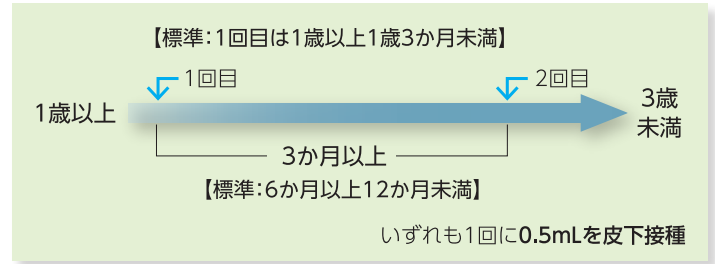 【標準:1回目は1歳以上1歳3か月未満】
1回目
2回目
1歳以上
3歳
未満
3か月以上
【標準:6か月以上12か月未満】
いずれも1回に0.5mLを皮下接種